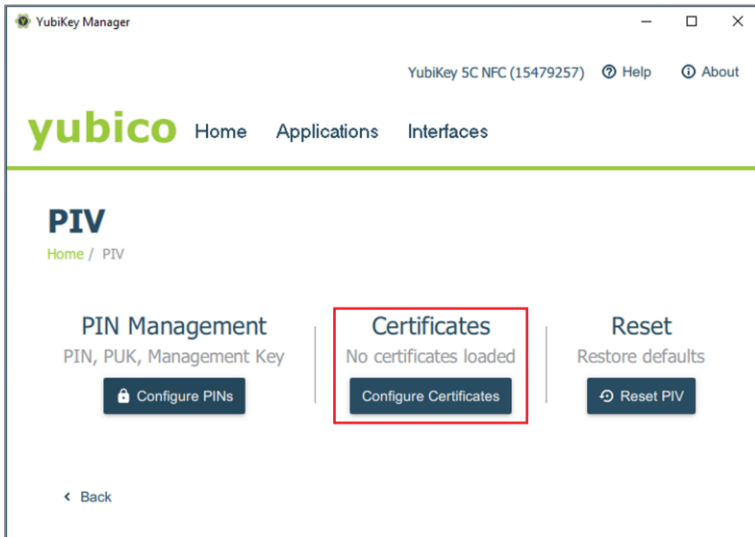 YubiKey Manager
YubiKey 5C NFC (15479257) Help About
yubico Home Applications Interfaces
PIV
Home / PIV
PIN Management
PIN, PUK, Management Key
Configure PINs
Certificates
No certificates loaded
Configure Certificates
Reset
Restore defaults
Reset PIV
Back